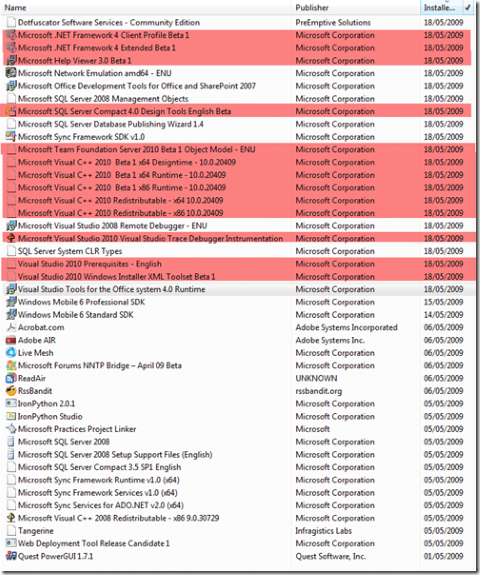 Name Publisher Installe...
Dotfuscator Software Services - Community Edition PreEmptive Solutions 18/05/2009
Microsoft .NET Framework 4 Client Profile Beta 1 Microsoft Corporation 18/05/2009
Microsoft .NET Framework 4 Extended Beta 1 Microsoft Corporation 18/05/2009
Microsoft Help Viewer 3.0 Beta 1 Microsoft Corporation 18/05/2009
Microsoft Network Emulation amd64 - ENU Microsoft Corporation 18/05/2009
Microsoft Office Development Tools for Office and SharePoint 2007 Microsoft Corporation 18/05/2009
Microsoft SQL Server 2008 Management Objects Microsoft Corporation 18/05/2009
Microsoft SQL Server Compact 4.0 Design Tools English Beta Microsoft Corporation 18/05/2009
Microsoft SQL Server Database Publishing Wizard 1.4 Microsoft Corporation 18/05/2009
Microsoft Sync Framework SDK v1.0 Microsoft Corporation 18/05/2009
Microsoft Team Foundation Server 2010 Beta 1 Object Model - ENU Microsoft Corporation 18/05/2009
Microsoft Visual C++ 2010 Beta 1 x64 Designtime - 10.0.20409 Microsoft Corporation 18/05/2009
Microsoft Visual C++ 2010 Beta 1 x64 Runtime - 10.0.20409 Microsoft Corporation 18/05/2009
Microsoft Visual C++ 2010 Beta 1 x86 Runtime - 10.0.20409 Microsoft Corporation 18/05/2009
Microsoft Visual C++ 2010 Redistributable - x64 10.0.20409 Microsoft Corporation 18/05/2009
Microsoft Visual C++ 2010 Redistributable - x86 10.0.20409 Microsoft Corporation 18/05/2009
Microsoft Visual Studio 2008 Remote Debugger - ENU Microsoft Corporation 18/05/2009
Microsoft Visual Studio 2010 Visual Studio Trace Debugger Instrumentation Microsoft Corporation 18/05/2009
SQL Server System CLR Types Microsoft Corporation 18/05/2009
Visual Studio 2010 Prerequisites - English Microsoft Corporation 18/05/2009
Visual Studio 2010 Windows Installer XML Toolset Beta 1 Microsoft Corporation 18/05/2009
Visual Studio Tools for the Office system 4.0 Runtime Microsoft Corporation 18/05/2009
Windows Mobile 6 Professional SDK Microsoft Corporation 15/05/2009
Windows Mobile 6 Standard SDK Microsoft Corporation 14/05/2009
Acrobat.com Adobe Systems Incorporated 06/05/2009
Adobe AIR Adobe Systems Inc. 06/05/2009
Live Mesh Microsoft Corporation 06/05/2009
Microsoft Forums NNTP Bridge – April 09 Beta Microsoft Corporation 06/05/2009
ReadAir UNKNOWN 06/05/2009
RssBandit rssbandit.org 06/05/2009
IronPython 2.0.1 Microsoft Corporation 05/05/2009
IronPython Studio Microsoft Corporation 05/05/2009
Microsoft Practices Project Linker Microsoft 05/05/2009
Microsoft SQL Server 2008 Microsoft Corporation 05/05/2009
Microsoft SQL Server 2008 Setup Support Files (English) Microsoft Corporation 05/05/2009
Microsoft SQL Server Compact 3.5 SP1 English Microsoft Corporation 05/05/2009
Microsoft Sync Framework Runtime v1.0 (x64) Microsoft Corporation 05/05/2009
Microsoft Sync Framework Services v1.0 (x64) Microsoft Corporation 05/05/2009
Microsoft Sync Services for ADO.NET v2.0 (x64) Microsoft Corporation 05/05/2009
Microsoft Visual C++ 2008 Redistributable - x86 9.0.30729 Microsoft Corporation 05/05/2009
Tangerine Infragistics Labs 05/05/2009
Web Deployment Tool Release Candidate 1 Microsoft Corporation 05/05/2009
Quest PowerGUI 1.7.1 Quest Software, Inc. 01/05/2009